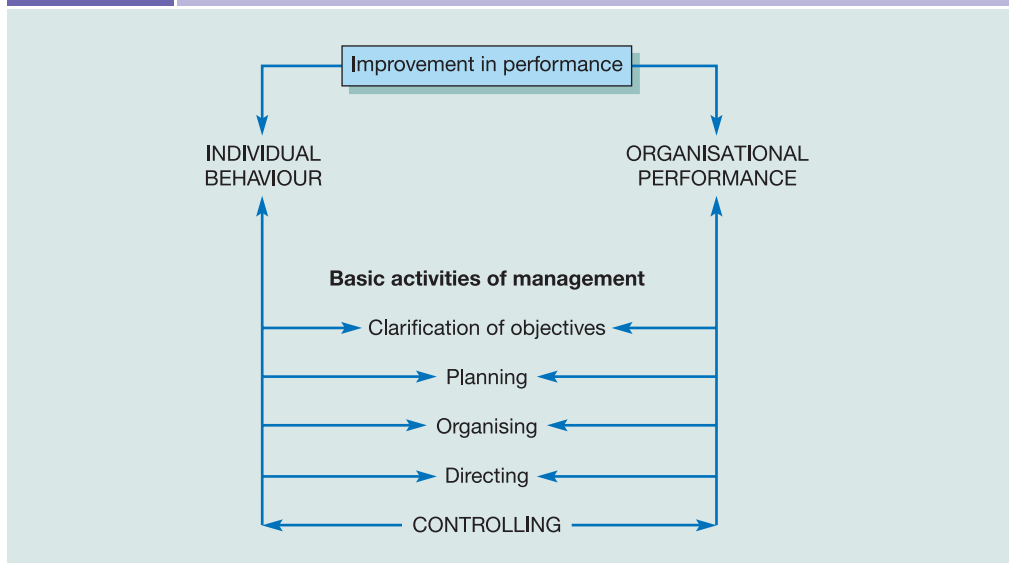 Improvement in performance
INDIVIDUAL
BEHAVIOUR
ORGANISATIONAL
PERFORMANCE
Basic activities of management
Clarification of objectives
Planning
Organising
Directing
CONTROLLING